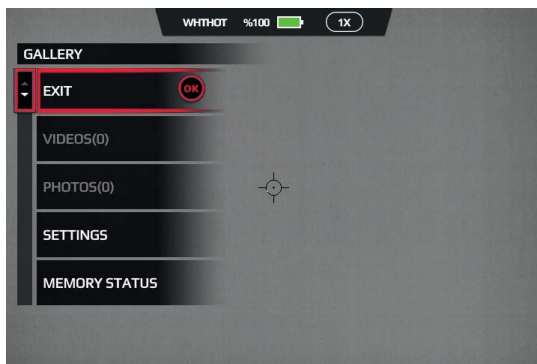 WHTHOT %100 1X
GALLERY
EXIT OK
VIDEOS(0)
PHOTOS(0)
SETTINGS
MEMORY STATUS